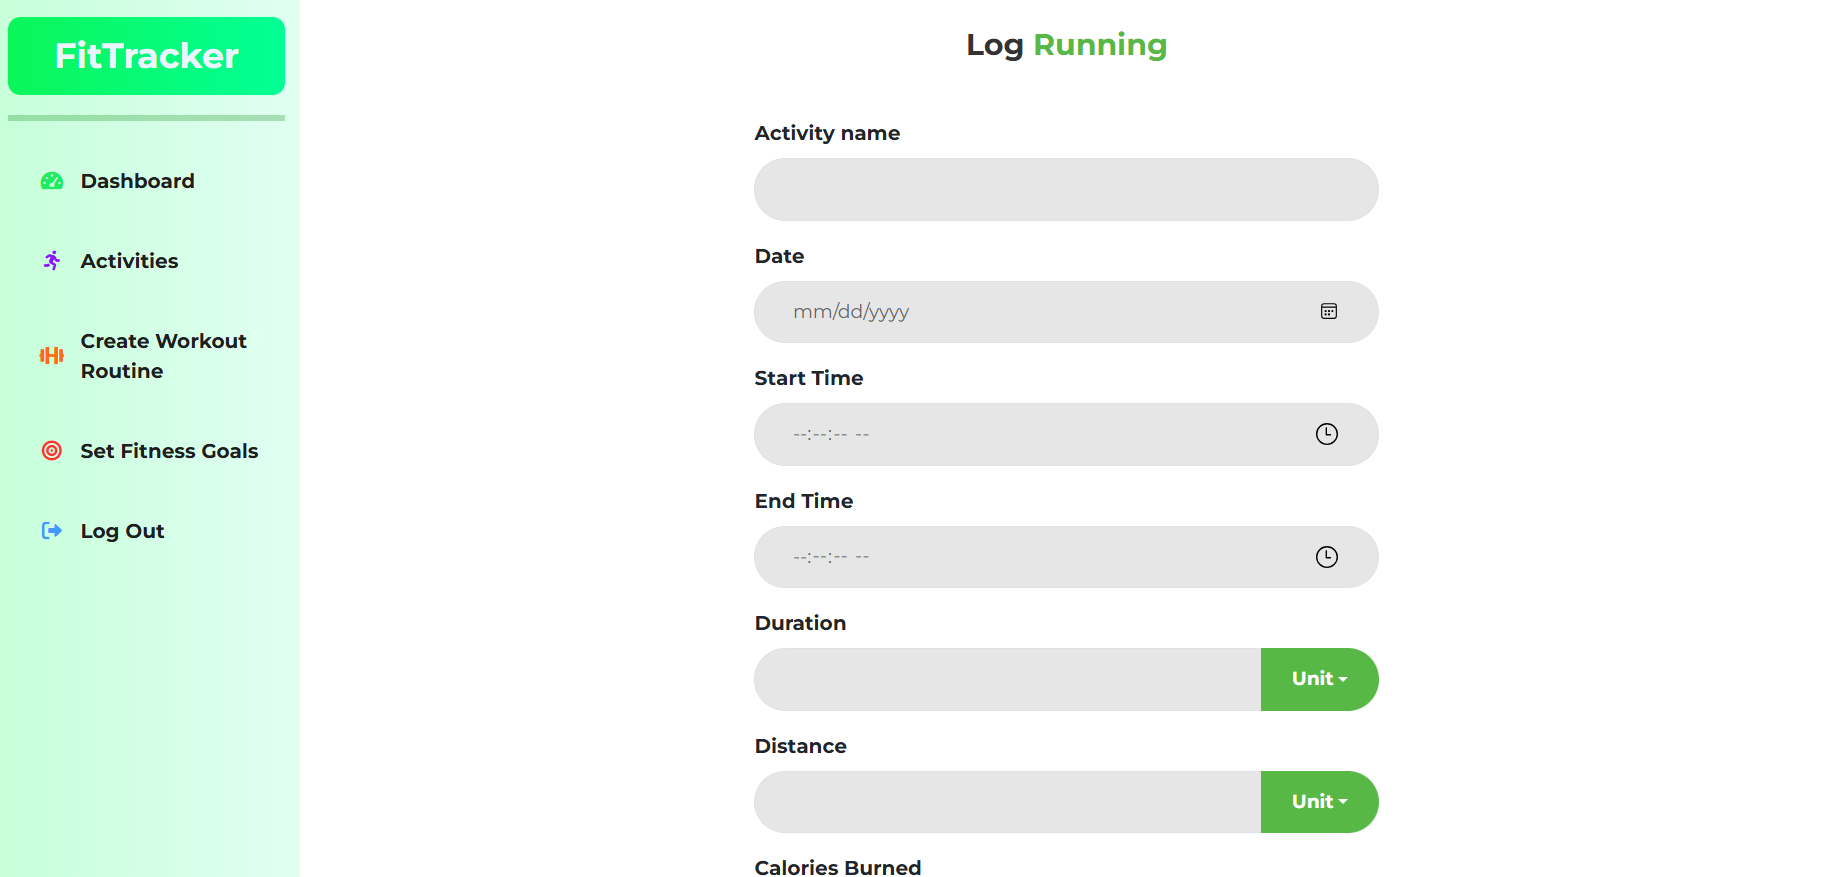 FitTracker
Dashboard
Activities
Create Workout
Routine
Set Fitness Goals
Log Out
Log Running
Activity name
Date
mm/dd/yyyy
Start Time
--:--:-- --
End Time
--:--:-- --
Duration
Unit
Distance
Unit
Calories Burned